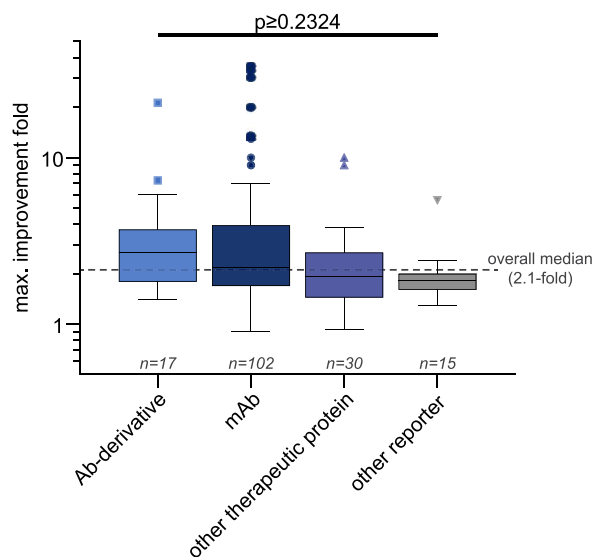 p≥0.2324
max. improvement fold
10
1
overall median
(2.1-fold)
n=17
n=102
n=30
n=15
Ab-derivative
mAb
other therapeutic protein
other reporter